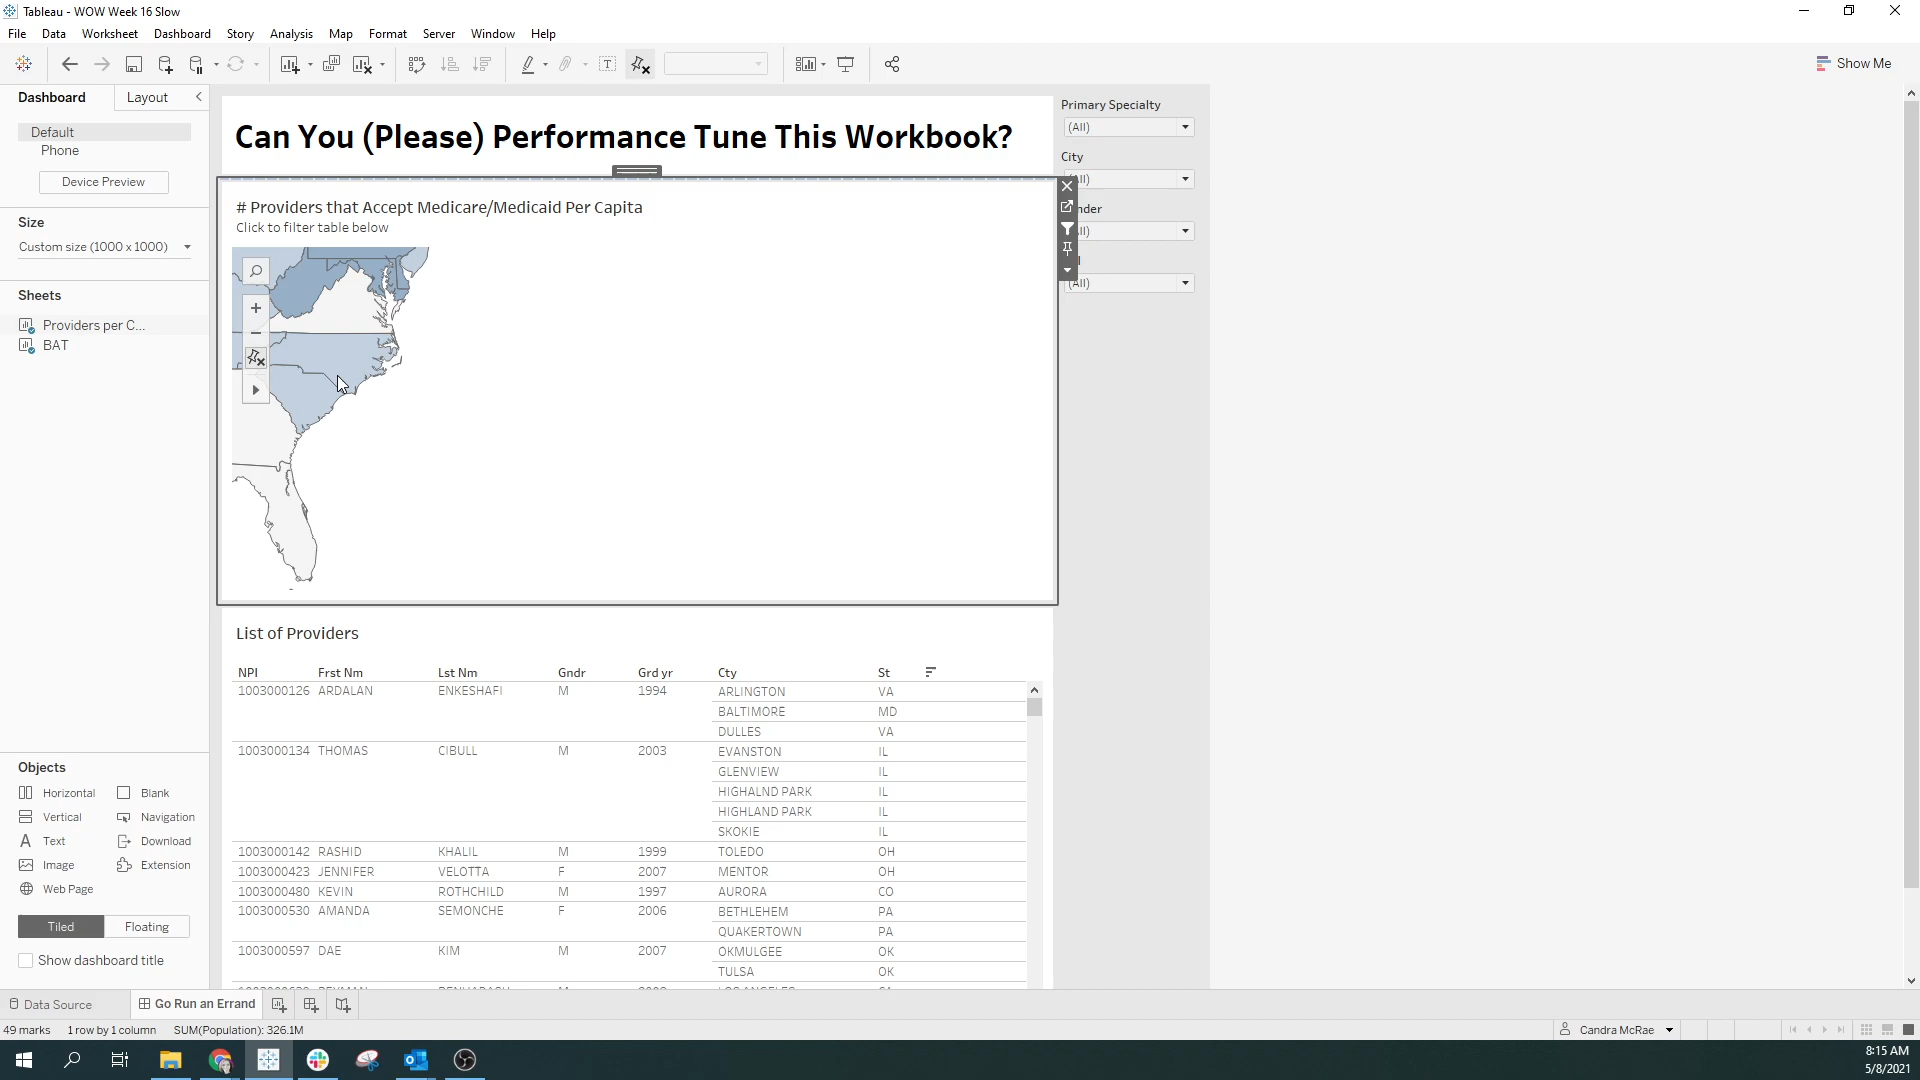 Tableau - WOW Week 16 Slow
File Data Worksheet Dashboard Story Analysis Map Format Server Window Help
Show Me
Dashboard Layout
Default
Phone
Device Preview
Size
Custom size (1000 x 1000)
Sheets
Providers per C...
BAT
Objects
Horizontal Blank
Vertical Navigation
Text Download
Image Extension
Web Page
Tiled Floating
Show dashboard title
Can You (Please) Performance Tune This Workbook?
# Providers that Accept Medicare/Medicaid Per Capita
Click to filter table below
Primary Specialty
(All)
City
(All)
(All)
List of Providers
NPI Frst Nm Lst Nm Gndr Grd yr Cty St
1003000126 ARDALAN ENKESHAFI M 1994 ARLINGTON VA
BALTIMORE MD
DULLES VA
1003000134 THOMAS CIBULL M 2003 EVANSTON IL
GLENVIEW IL
HIGHALND PARK IL
HIGHLAND PARK IL
SKOKIE IL
1003000142 RASHID KHALIL M 1999 TOLEDO OH
1003000423 JENNIFER VELOTTA F 2007 MENTOR OH
1003000480 KEVIN ROTHCHILD M 1997 AURORA CO
1003000530 AMANDA SEMONCHE F 2006 BETHLEHEM PA
QUAKERTOWN PA
1003000597 DAE KIM M 2007 OKMULGEE OK
TULSA OK
Data Source Go Run an Errand
49 marks 1 row by 1 column SUM(Population): 326.1M
Candra McRae
8:15 AM
5/8/2021